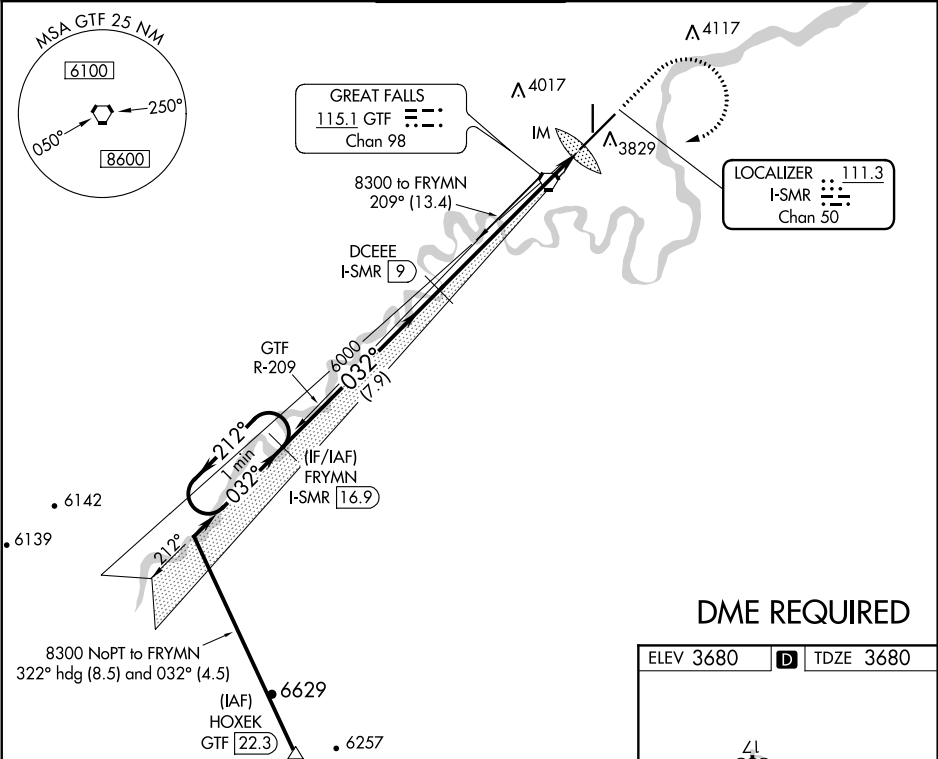 MSA GTF 25 NM
6100
050°
250°
8600
4117
4017
GREAT FALLS
115.1 GTF
Chan 98
IM
3829
LOCALIZER 111.3
I-SMR
Chan 50
8300 to FRYMN
209° (13.4)
DCEEE
I-SMR 9
GTF
R-209
6000
032°
(7.9)
212°
1 min
032°
(IF/IAF)
FRYMN
I-SMR 16.9
6142
6139
212°
8300 NoPT to FRYMN
322° hdg (8.5) and 032° (4.5)
6629
(IAF)
HOXEK
GTF 22.3
6257
DME REQUIRED
ELEV 3680 D TDZE 3680
17